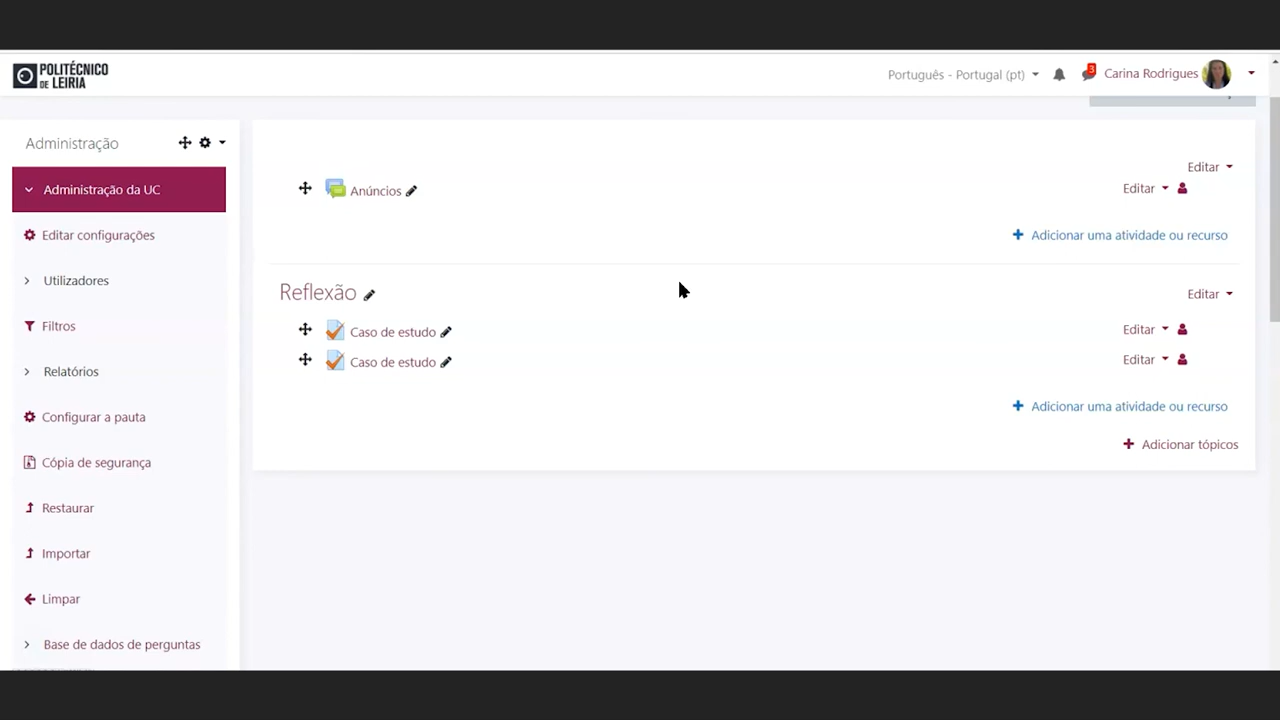 POLITÉCNICO
DE LEIRIA
Português - Portugal (pt)
3
Carina Rodrigues
Administração
Administração da UC
Editar configurações
Utilizadores
Filtros
Relatórios
Configurar a pauta
Cópia de segurança
Restaurar
Importar
Limpar
Base de dados de perguntas
Editar
Anúncios
Editar
Adicionar uma atividade ou recurso
Reflexão
Editar
Caso de estudo
Editar
Caso de estudo
Editar
Adicionar uma atividade ou recurso
Adicionar tópicos